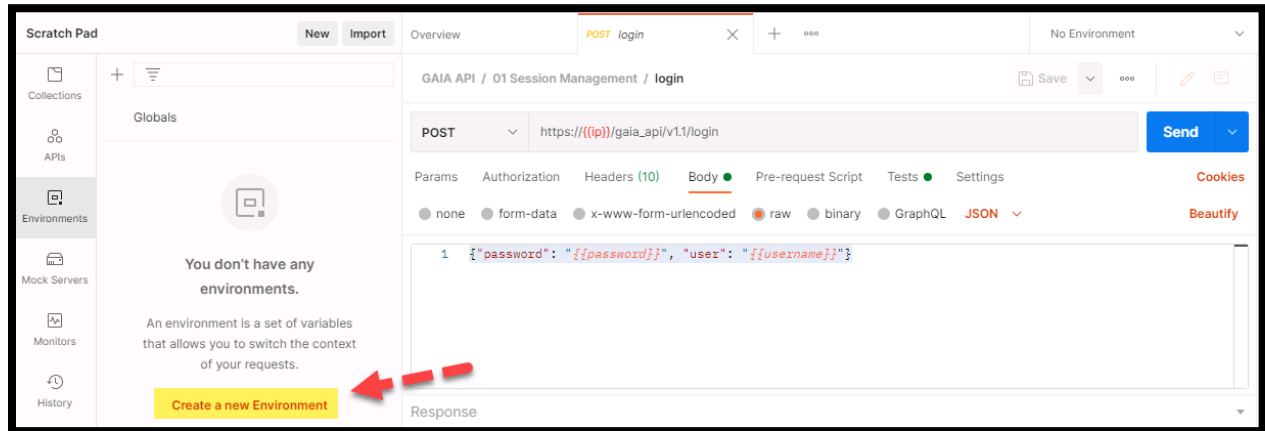 Scratch Pad
New
Import
Overview
POST login
No Environment
Collections
APIs
Environments
Mock Servers
Monitors
History
Globals
You don't have any
environments.
An environment is a set of variables
that allows you to switch the context
of your requests.
Create a new Environment
GAIA API / 01 Session Management / login
Save
POST
https://{{ip}}/gaia_api/v1.1/login
Send
Params Authorization Headers (10) Body Pre-request Script Tests Settings
Cookies
none form-data x-www-form-urlencoded raw binary GraphQL JSON
Beautify
1 {"password": "{{password}}", "user": "{{username}}"}
Response